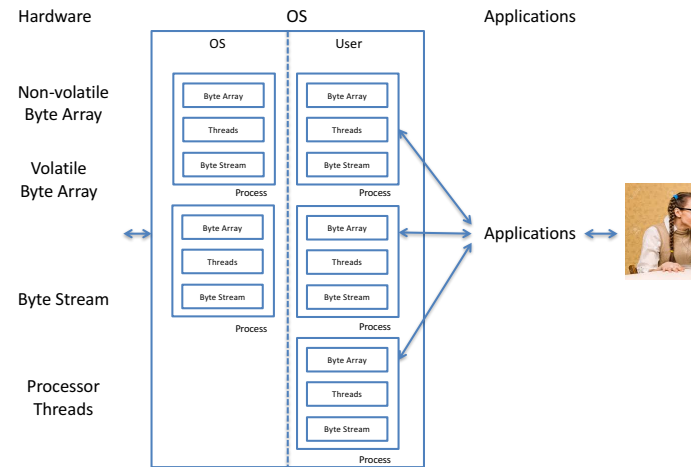 Hardware
OS
Applications
OS
User
Non-volatile
Byte Array
Volatile
Byte Array
Byte Stream
Processor
Threads
Byte Array
Threads
Byte Stream
Process
Byte Array
Threads
Byte Stream
Process
Byte Array
Threads
Byte Stream
Process
Byte Array
Threads
Byte Stream
Process
Byte Array
Threads
Byte Stream
Process
Applications